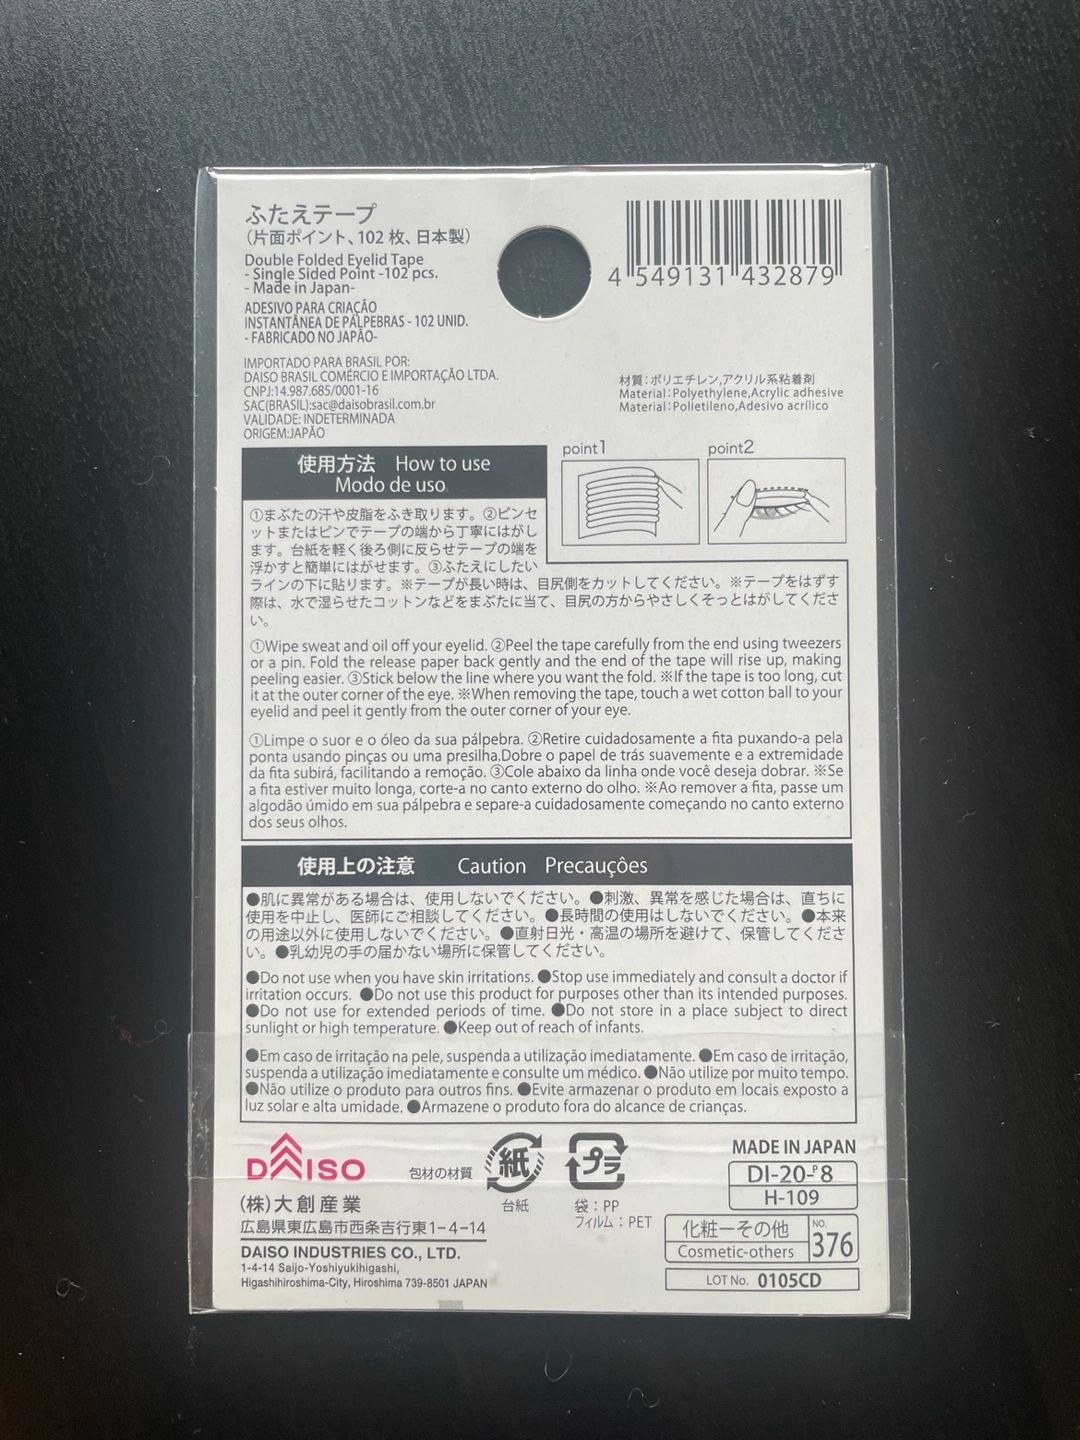 ふたえテープ
(片面ポイント、102 枚、日本製)
Double Folded Eyelid Tape
- Single Sided Point -102 pcs.
- Made in Japan-
ADESIVO PARA CRIAÇÃO
INSTANTÂNEA DE PÁLPEBRAS - 102 UNID.
- FABRICADO NO JAPÃO-
IMPORTADO PARA BRASIL POR:
DAISO BRASIL COMÉRCIO E IMPORTAÇÃO LTDA.
CNPJ:14.987.685/0001-16
SAC(BRASIL):sac@daisobrasil.com.br
VALIDADE: INDETERMINADA
ORIGEM:JAPÃO
4 549131 432879
材質:ポリエチレン,アクリル系粘着剤
Material:Polyethylene,Acrylic adhesive
Material:Polietileno,Adesivo acrílico
使用方法 How to use
Modo de uso
point1
point2
①まぶたの汗や皮脂をふき取ります。②ピンセ
ットまたはピンでテープの端から丁寧にはがし
ます。台紙を軽く後ろ側に反らせテープの端を
浮かすと簡単にはがせます。③ふたえにしたい
ラインの下に貼ります。※テープが長い時は、目尻側をカットしてください。※テープをはずす
際は、水で湿らせたコットンなどをまぶたに当て、目尻の方からやさしくそっとはがしてくださ
い。
①Wipe sweat and oil off your eyelid. ②Peel the tape carefully from the end using tweezers
or a pin. Fold the release paper back gently and the end of the tape will rise up, making
peeling easier. ③Stick below the line where you want the fold. ※If the tape is too long, cut
it at the outer corner of the eye. ※When removing the tape, touch a wet cotton ball to your
eyelid and peel it gently from the outer corner of your eye.
①Limpe o suor e o óleo da sua pálpebra. ②Retire cuidadosamente a fita puxando-a pela
ponta usando pinças ou uma presilha.Dobre o papel de trás suavemente e a extremidade
da fita subirá, facilitando a remoção. ③Cole abaixo da linha onde você deseja dobrar. ※Se
a fita estiver muito longa, corte-a no canto externo do olho. ※Ao remover a fita, passe um
algodão úmido em sua pálpebra e separe-a cuidadosamente começando no canto externo
dos seus olhos.
使用上の注意 Caution Precauções
●肌に異常がある場合は、使用しないでください。●刺激、異常を感じた場合は、直ちに
使用を中止し、医師にご相談してください。●長時間の使用はしないでください。●本来
の用途以外に使用しないでください。●直射日光・高温の場所を避けて、保管してくださ
い。●乳幼児の手の届かない場所に保管してください。
●Do not use when you have skin irritations. ●Stop use immediately and consult a doctor if
irritation occurs. ●Do not use this product for purposes other than its intended purposes.
●Do not use for extended periods of time. ●Do not store in a place subject to direct
sunlight or high temperature. ●Keep out of reach of infants.
●Em caso de irritação na pele, suspenda a utilização imediatamente. ●Em caso de irritação,
suspenda a utilização imediatamente e consulte um médico. ●Não utilize por muito tempo.
●Não utilize o produto para outros fins. ●Evite armazenar o produto em locais exposto a
luz solar e alta umidade. ●Armazene o produto fora do alcance de crianças.
DAISO
(株)大創産業
広島県東広島市西条吉行東1-4-14
DAISO INDUSTRIES CO., LTD.
1-4-14 Saijo-Yoshiyukihigashi,
Higashihiroshima-City, Hiroshima 739-8501 JAPAN
包材の材質
紙
台紙
プラ
袋:PP
フィルム:PET
MADE IN JAPAN
DI-20-P8
H-109
化粧ーその他
Cosmetic-others
NO.
376
LOT No. 0105CD